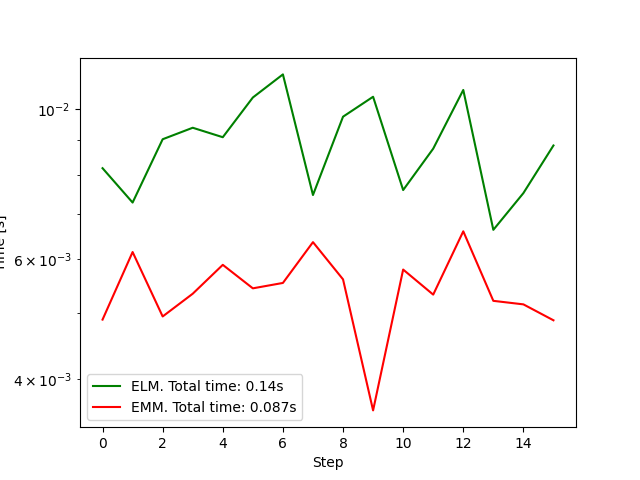 10⁻²
6 × 10⁻³
4 × 10⁻³
Time [s]
ELM. Total time: 0.14s
EMM. Total time: 0.087s
0 2 4 6 8 10 12 14
Step